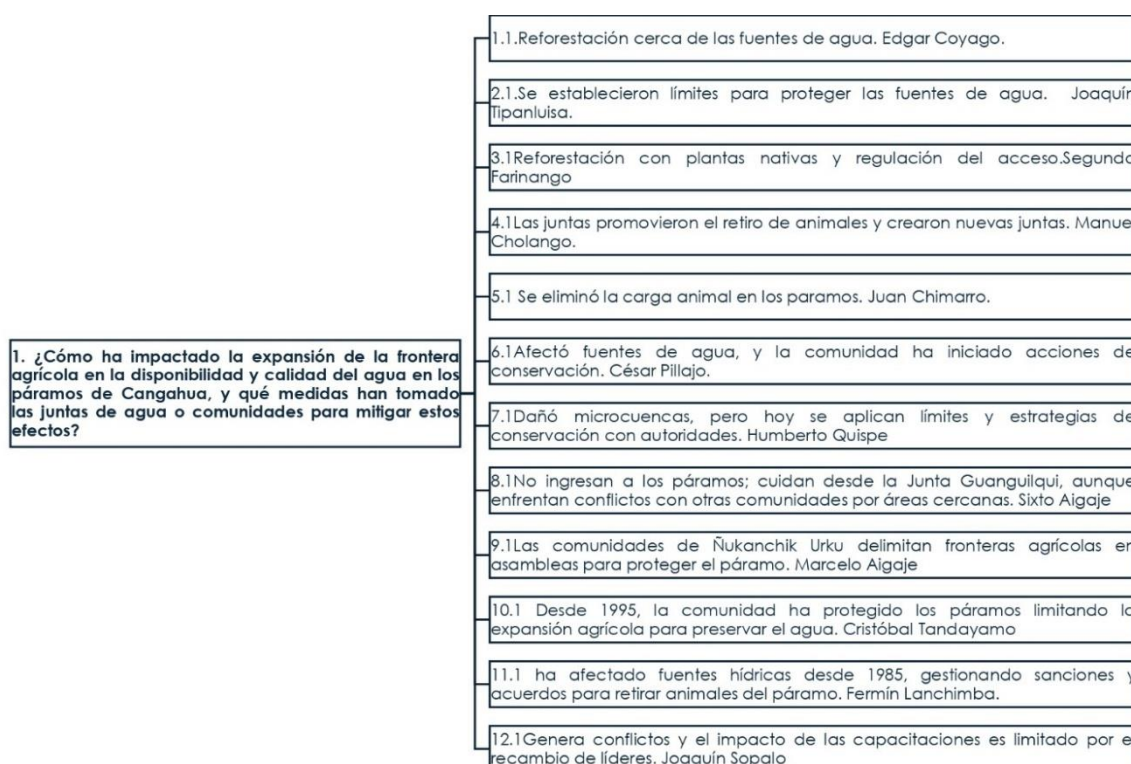 1.1.Reforestación cerca de las fuentes de agua. Edgar Coyago.
2.1.Se establecieron límites para proteger las fuentes de agua. Joaquín
Tipanluisa.
3.1Reforestación con plantas nativas y regulación del acceso.Segundo
Farinango
4.1Las juntas promovieron el retiro de animales y crearon nuevas juntas. Manue
Cholango.
5.1 Se eliminó la carga animal en los paramos. Juan Chimarro.
1. ¿Cómo ha impactado la expansión de la frontera
agrícola en la disponibilidad y calidad del agua en los
páramos de Cangahua, y qué medidas han tomado
las juntas de agua o comunidades para mitigar estos
efectos?
6.1Afectó fuentes de agua, y la comunidad ha iniciado acciones de
conservación. César Pillajo.
7.1Dañó microcuencas, pero hoy se aplican límites y estrategias de
conservación con autoridades. Humberto Quispe
8.1No ingresan a los páramos; cuidan desde la Junta Guanguilqui, aunque
enfrentan conflictos con otras comunidades por áreas cercanas. Sixto Aigaje
9.1Las comunidades de Ñukanchik Urku delimitan fronteras agrícolas en
asambleas para proteger el páramo. Marcelo Aigaje
10.1 Desde 1995, la comunidad ha protegido los páramos limitando la
expansión agrícola para preservar el agua. Cristóbal Tandayamo
11.1 ha afectado fuentes hídricas desde 1985, gestionando sanciones y
acuerdos para retirar animales del páramo. Fermín Lanchimba.
12.1Genera conflictos y el impacto de las capacitaciones es limitado por e
recambio de líderes. Joaquín Sopalo